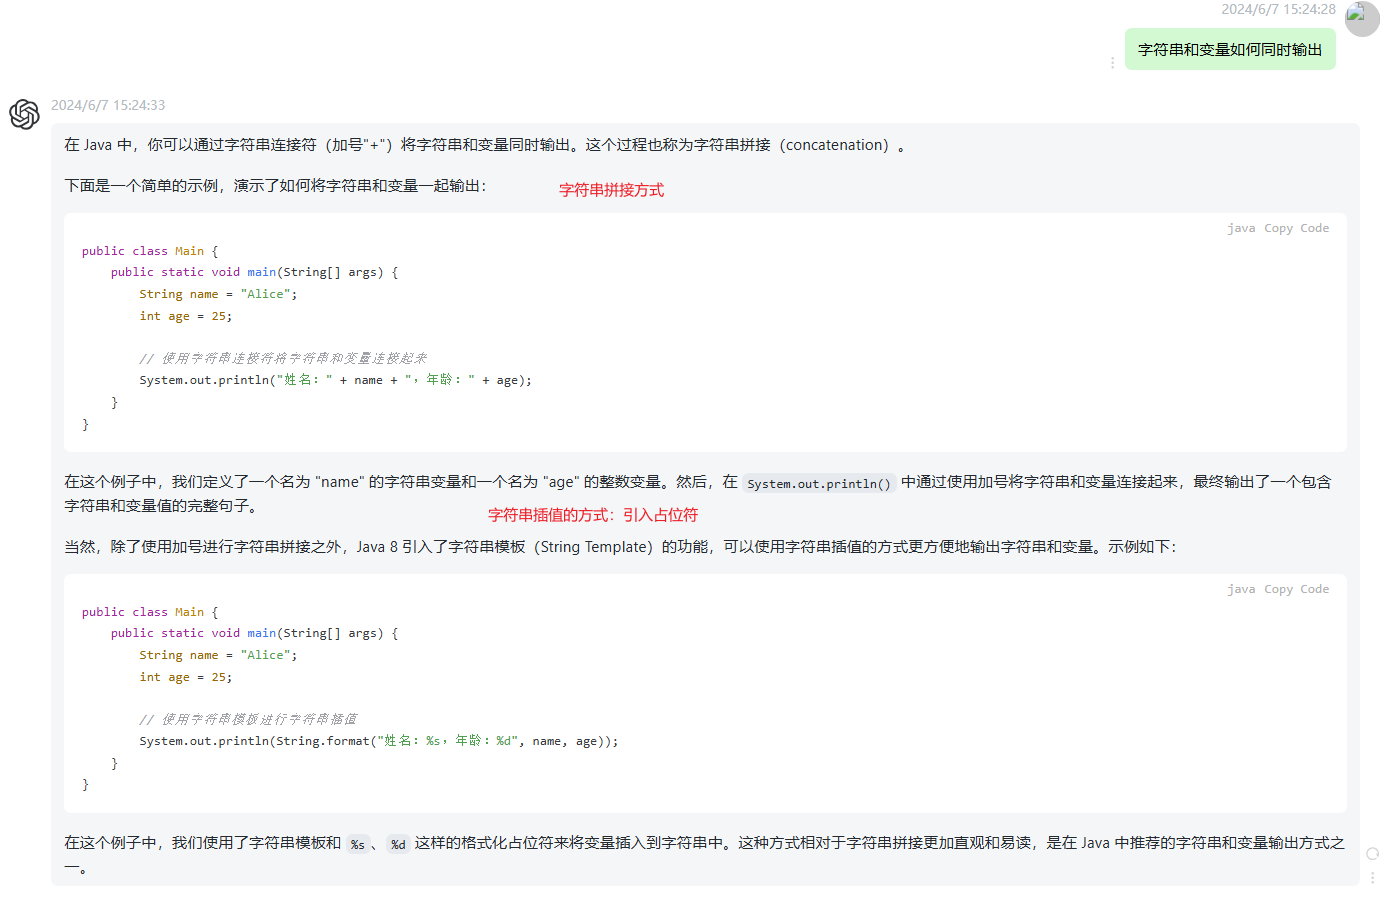 2024/6/7 15:24:28
字符串和变量如何同时输出
2024/6/7 15:24:33
在 Java 中，你可以通过字符串连接符（加号"+"）将字符串和变量同时输出。这个过程也称为字符串拼接（concatenation）。
下面是一个简单的示例，演示了如何将字符串和变量一起输出：
字符串拼接方式
java Copy Code
public class Main {
    public static void main(String[] args) {
        String name = "Alice";
        int age = 25;
        // 使用字符串连接符将字符串和变量连接起来
        System.out.println("姓名：" + name + "，年龄：" + age);
    }
}
在这个例子中，我们定义了一个名为 "name" 的字符串变量和一个名为 "age" 的整数变量。然后，在 System.out.println() 中通过使用加号将字符串和变量连接起来，最终输出了一个包含
字符串和变量值的完整句子。
字符串插值的方式：引入占位符
当然，除了使用加号进行字符串拼接之外，Java 8 引入了字符串模板（String Template）的功能，可以使用字符串插值的方式更方便地输出字符串和变量。示例如下：
java Copy Code
public class Main {
    public static void main(String[] args) {
        String name = "Alice";
        int age = 25;
        // 使用字符串模板进行字符串插值
        System.out.println(String.format("姓名：%s，年龄：%d", name, age));
    }
}
在这个例子中，我们使用了字符串模板和 %s 、 %d 这样的格式化占位符来将变量插入到字符串中。这种方式相对于字符串拼接更加直观和易读，是在 Java 中推荐的字符串和变量输出方式之
一。